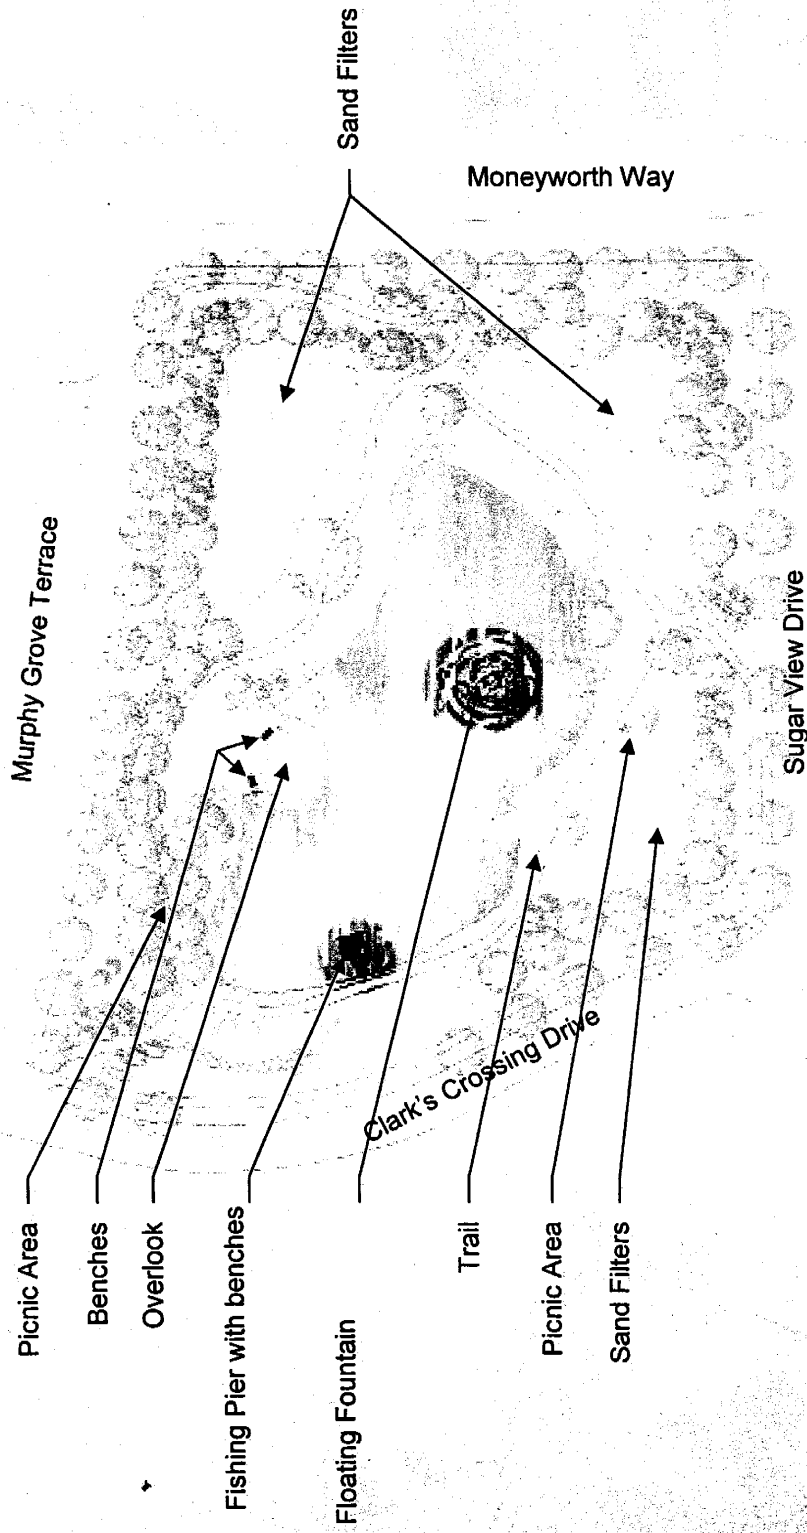 Sand Filters
Moneyworth Way
Murphy Grove Terrace
Sugar View Drive
Clark's Crossing Drive
Picnic Area
Benches
Overlook
Fishing Pier with benches
Floating Fountain
Trail
Picnic Area
Sand Filters